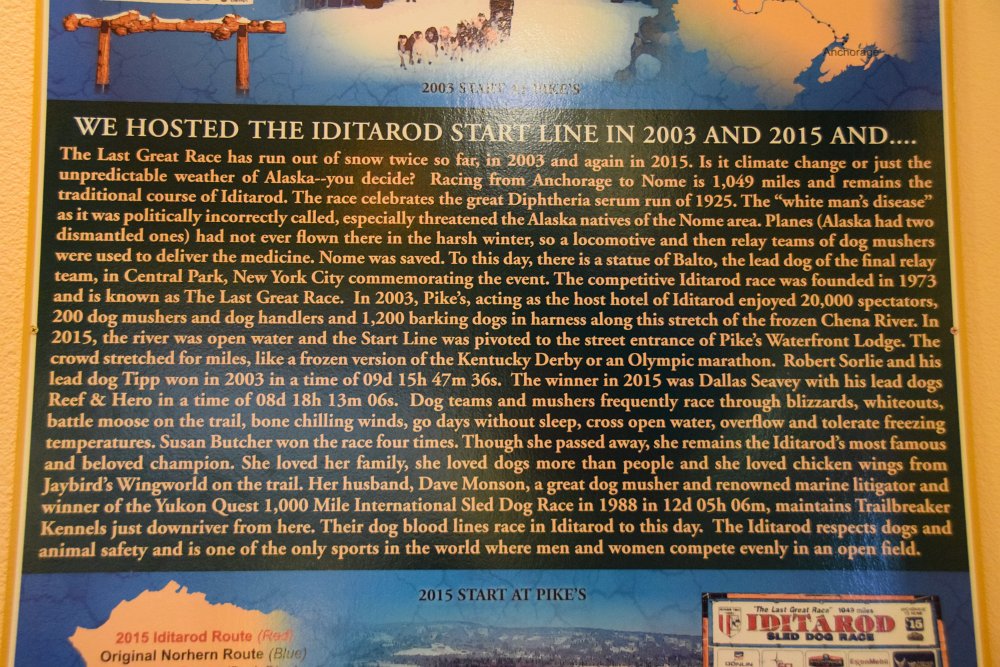 Anchorage
2003 START AT PIKE'S
WE HOSTED THE IDITAROD START LINE IN 2003 AND 2015 AND....
The Last Great Race has run out of snow twice so far, in 2003 and again in 2015. Is it climate change or just the
unpredictable weather of Alaska--you decide? Racing from Anchorage to Nome is 1,049 miles and remains the
traditional course of Iditarod. The race celebrates the great Diphtheria serum run of 1925. The “white man's disease”
as it was politically incorrectly called, especially threatened the Alaska natives of the Nome area. Planes (Alaska had two
dismantled ones) had not ever flown there in the harsh winter, so a locomotive and then relay teams of dog mushers
were used to deliver the medicine. Nome was saved. To this day, there is a statue of Balto, the lead dog of the final relay
team, in Central Park, New York City commemorating the event. The competitive Iditarod race was founded in 1973
and is known as The Last Great Race. In 2003, Pike's, acting as the host hotel of Iditarod enjoyed 20,000 spectators,
200 dog mushers and dog handlers and 1,200 barking dogs in harness along this stretch of the frozen Chena River. In
2015, the river was open water and the Start Line was pivoted to the street entrance of Pike's Waterfront Lodge. The
crowd stretched for miles, like a frozen version of the Kentucky Derby or an Olympic marathon. Robert Sorlie and his
lead dog Tipp won in 2003 in a time of 09d 15h 47m 36s. The winner in 2015 was Dallas Seavey with his lead dogs
Reef & Hero in a time of 08d 18h 13m 06s. Dog teams and mushers frequently race through blizzards, whiteouts,
battle moose on the trail, bone chilling winds, go days without sleep, cross open water, overflow and tolerate freezing
temperatures. Susan Butcher won the race four times. Though she passed away, she remains the Iditarod's most famous
and beloved champion. She loved her family, she loved dogs more than people and she loved chicken wings from
Jaybird's Wingworld on the trail. Her husband, Dave Monson, a great dog musher and renowned marine litigator and
winner of the Yukon Quest 1,000 Mile International Sled Dog Race in 1988 in 12d 05h 06m, maintains Trailbreaker
Kennels just downriver from here. Their dog blood lines race in Iditarod to this day. The Iditarod respects dogs and
animal safety and is one of the only sports in the world where men and women compete evenly in an open field.
2015 START AT PIKE'S
2015 Iditarod Route (Red)
Original Norhern Route (Blue)
"The Last Great Race" 1049 miles
IDITAROD
SLED DOG RACE
'15
DONLIN
ExxonMobil